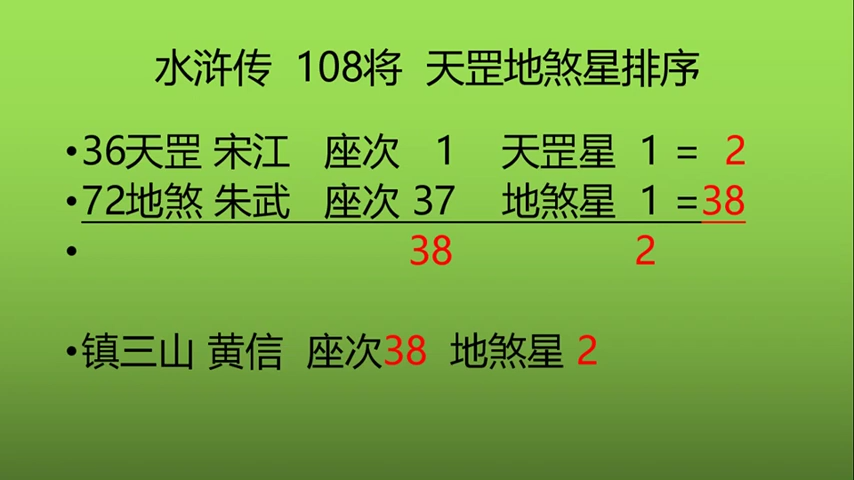 水浒传 108将 天罡地煞星排序
•36天罡 宋江 座次 1 天罡星 1 = 2
•72地煞 朱武 座次 37 地煞星 1 =38
• 38 2
•镇三山 黄信 座次38 地煞星 2